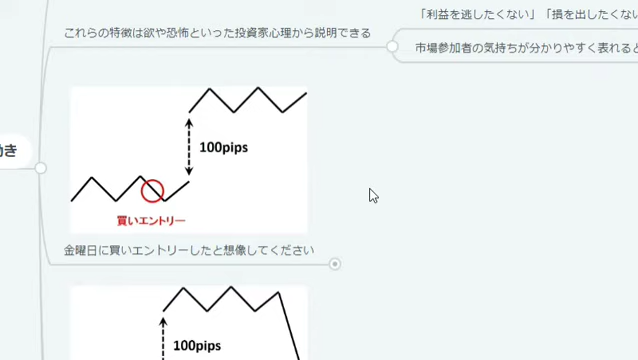 「利益を逃したくない」「損を出したくない
これらの特徴は欲や恐怖といった投資家心理から説明できる
市場参加者の気持ちが分かりやすく表れると
100pips
動き
買いエントリー
金曜日に買いエントリーしたと想像してください
100pips